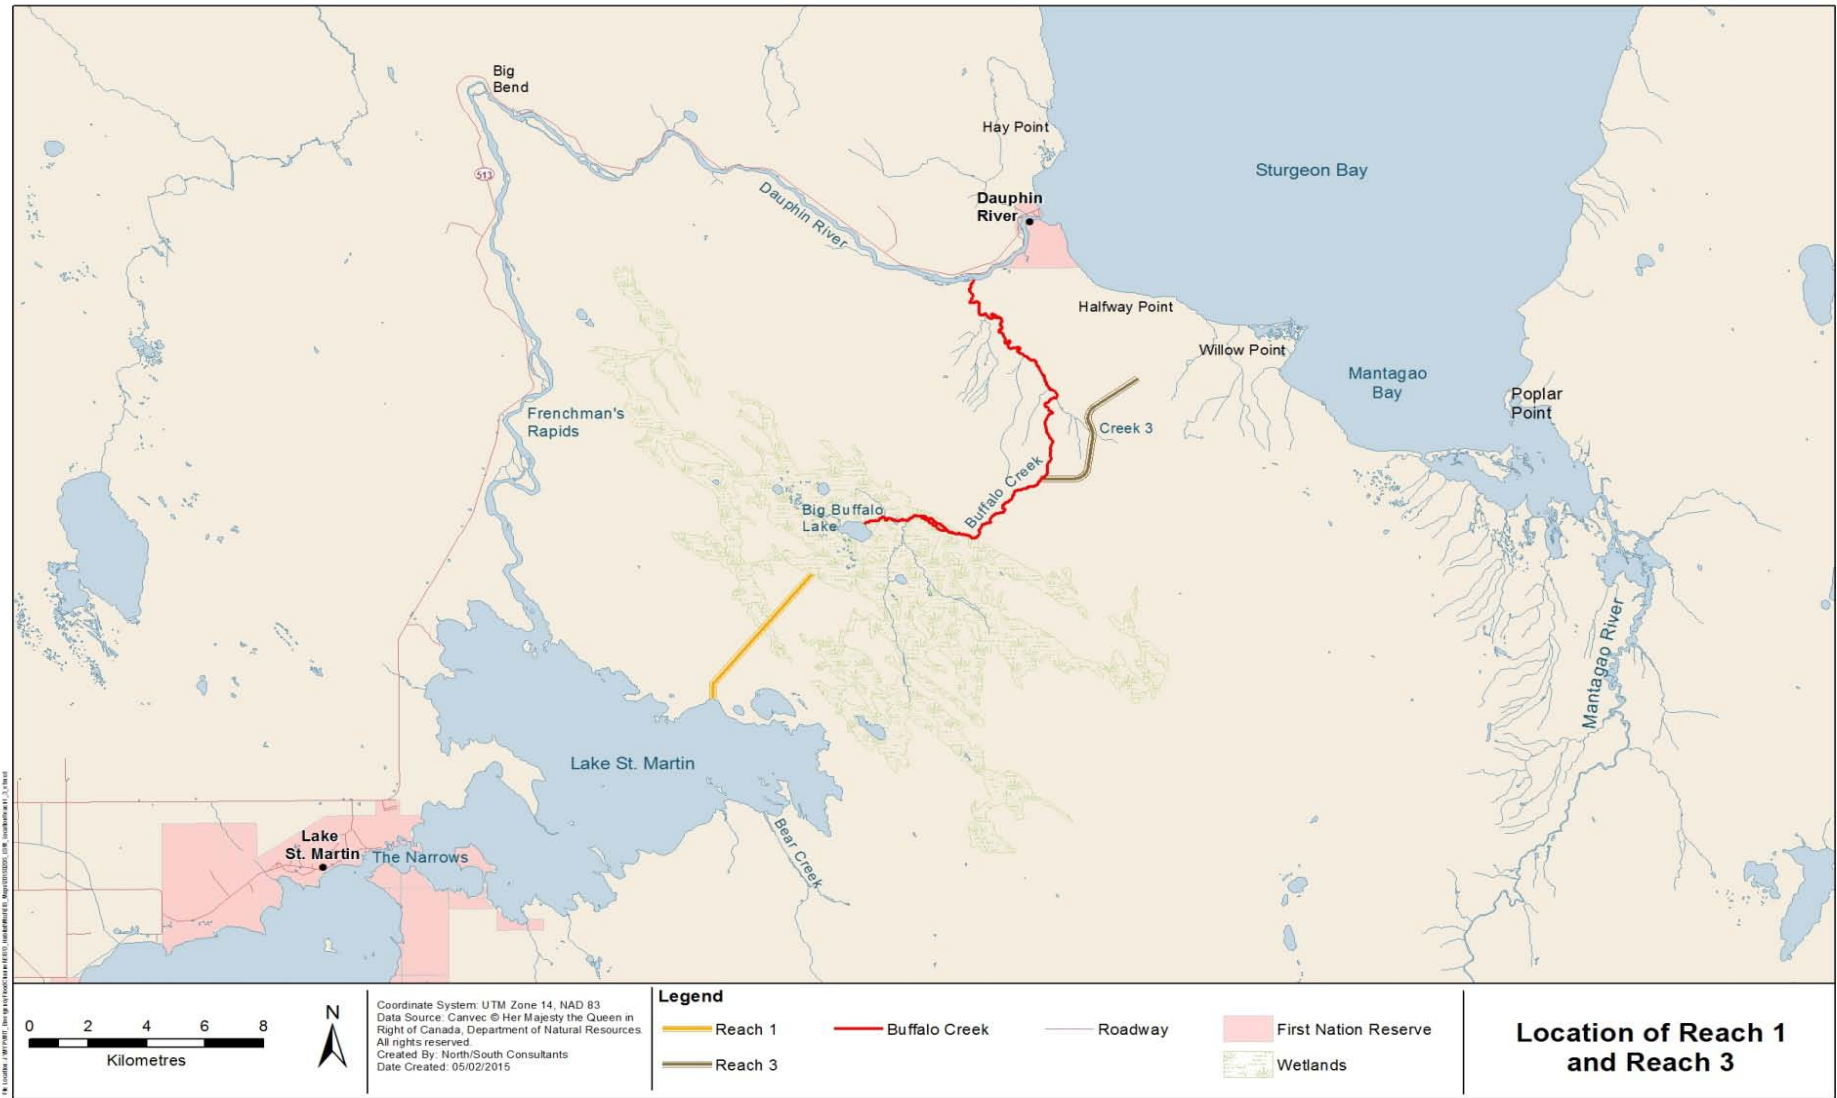 Big
Bend
Hay Point
513
Sturgeon Bay
Dauphin River
Dauphin
River
Halfway Point
Willow Point
Mantagao
Bay
Poplar
Point
Frenchman's
Rapids
Creek 3
Buffalo Creek
Big Buffalo
Lake
Mantagao River
Lake St. Martin
Lake
St. Martin
The Narrows
Bear Creek
0 2 4 6 8
Kilometres
N
Coordinate System: UTM Zone 14, NAD 83
Data Source: Canvec © Her Majesty the Queen in
Right of Canada, Department of Natural Resources.
All rights reserved.
Created By: North/South Consultants
Date Created: 05/02/2015
Legend
Reach 1
Buffalo Creek
Roadway
First Nation Reserve
Reach 3
Wetlands
Location of Reach 1
and Reach 3